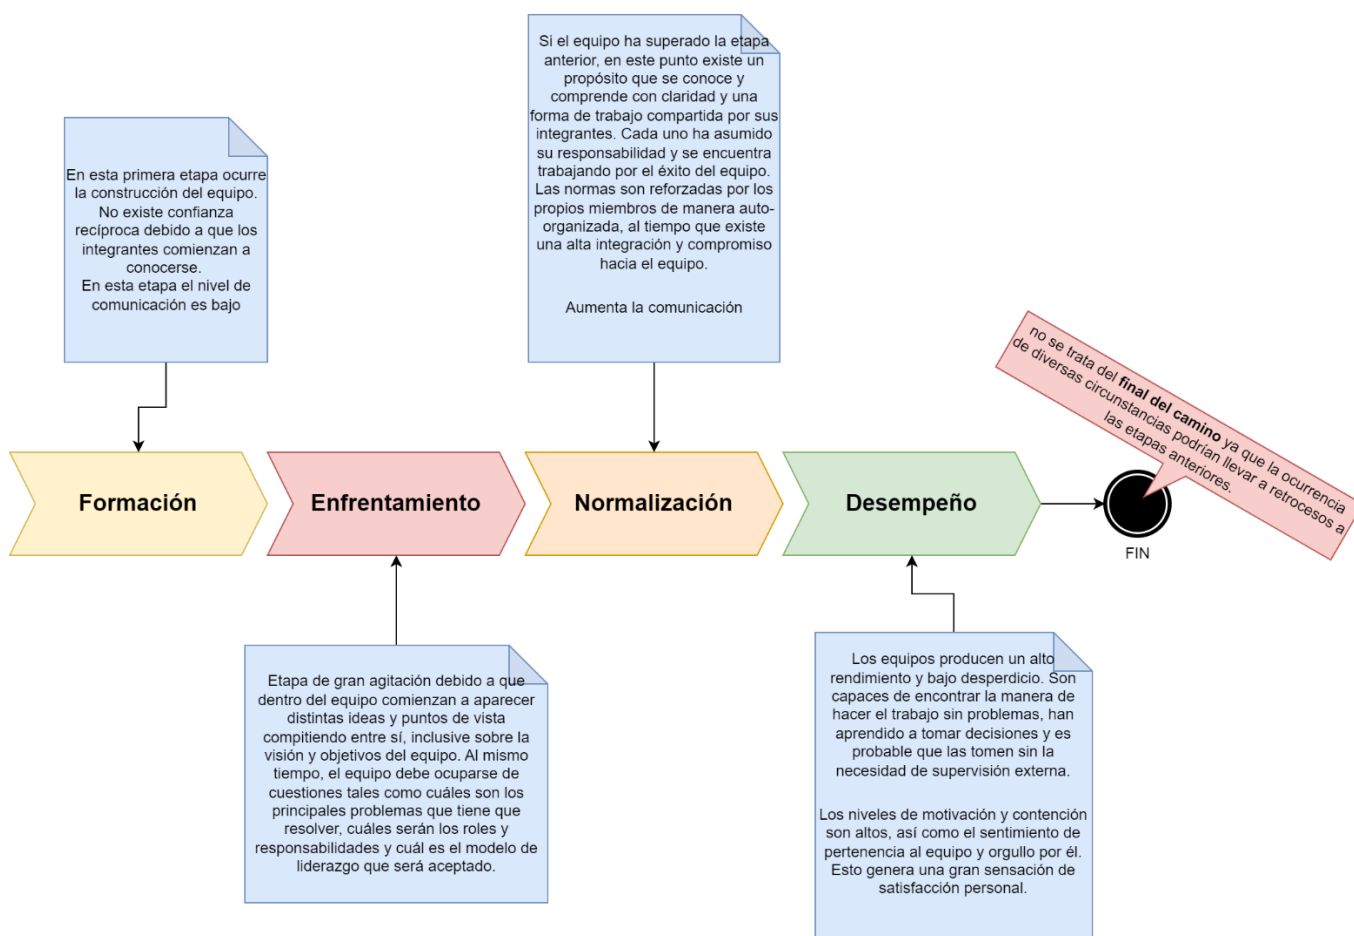 Si el equipo ha superado la etapa
anterior, en este punto existe un
propósito que se conoce y
comprende con claridad y una
forma de trabajo compartida por sus
integrantes. Cada uno ha asumido
su responsabilidad y se encuentra
trabajando por el éxito del equipo.
Las normas son reforzadas por los
propios miembros de manera auto-
organizada, al tiempo que existe
una alta integración y compromiso
hacia el equipo.
Aumenta la comunicación
En esta primera etapa ocurre
la construcción del equipo.
No existe confianza
recíproca debido a que los
integrantes comienzan a
conocerse.
En esta etapa el nivel de
comunicación es bajo
no se trata del final del camino ya que la ocurrencia
de diversas circunstancias podrían llevar a retrocesos a
las etapas anteriores.
Formación
Enfrentamiento
Normalización
Desempeño
FIN
Etapa de gran agitación debido a que
dentro del equipo comienzan a aparecer
distintas ideas y puntos de vista
compitiendo entre sí, inclusive sobre la
visión y objetivos del equipo. Al mismo
tiempo, el equipo debe ocuparse de
cuestiones tales como cuáles son los
principales problemas que tiene que
resolver, cuáles serán los roles y
responsabilidades y cuál es el modelo de
liderazgo que será aceptado.
Los equipos producen un alto
rendimiento y bajo desperdicio. Son
capaces de encontrar la manera de
hacer el trabajo sin problemas, han
aprendido a tomar decisiones y es
probable que las tomen sin la
necesidad de supervisión externa.
Los niveles de motivación y contención
son altos, así como el sentimiento de
pertenencia al equipo y orgullo por él.
Esto genera una gran sensación de
satisfacción personal.